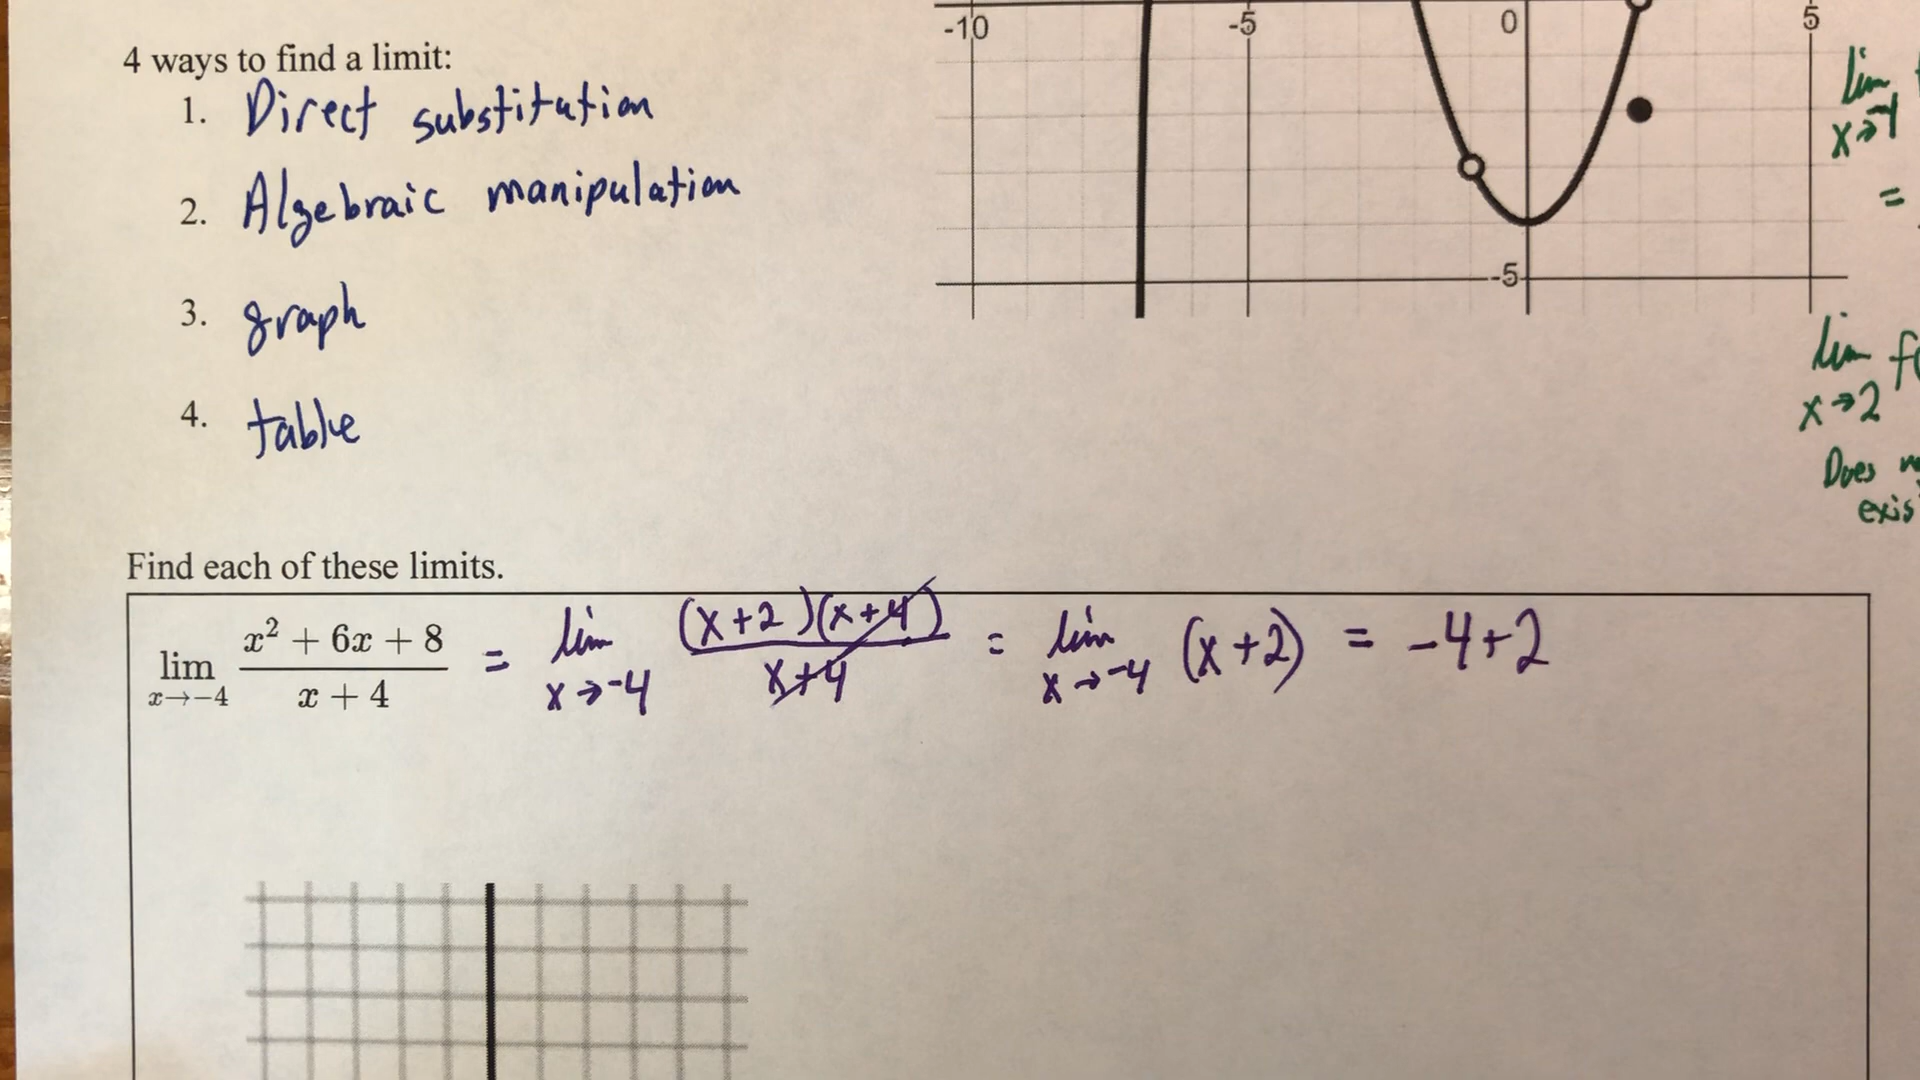 4 ways to find a limit:
1. Direct substitution
2. Algebraic manipulation
3. graph
4. table
-10 -5 0 5
-5
lim
x→-1
=
lim f(
x→2
Does
exis
Find each of these limits.
lim x→−4 (x² + 6x + 8)/(x + 4) = lim x→-4 (x+2)(x+4)/(x+4) = lim x→-4 (x+2) = -4+2